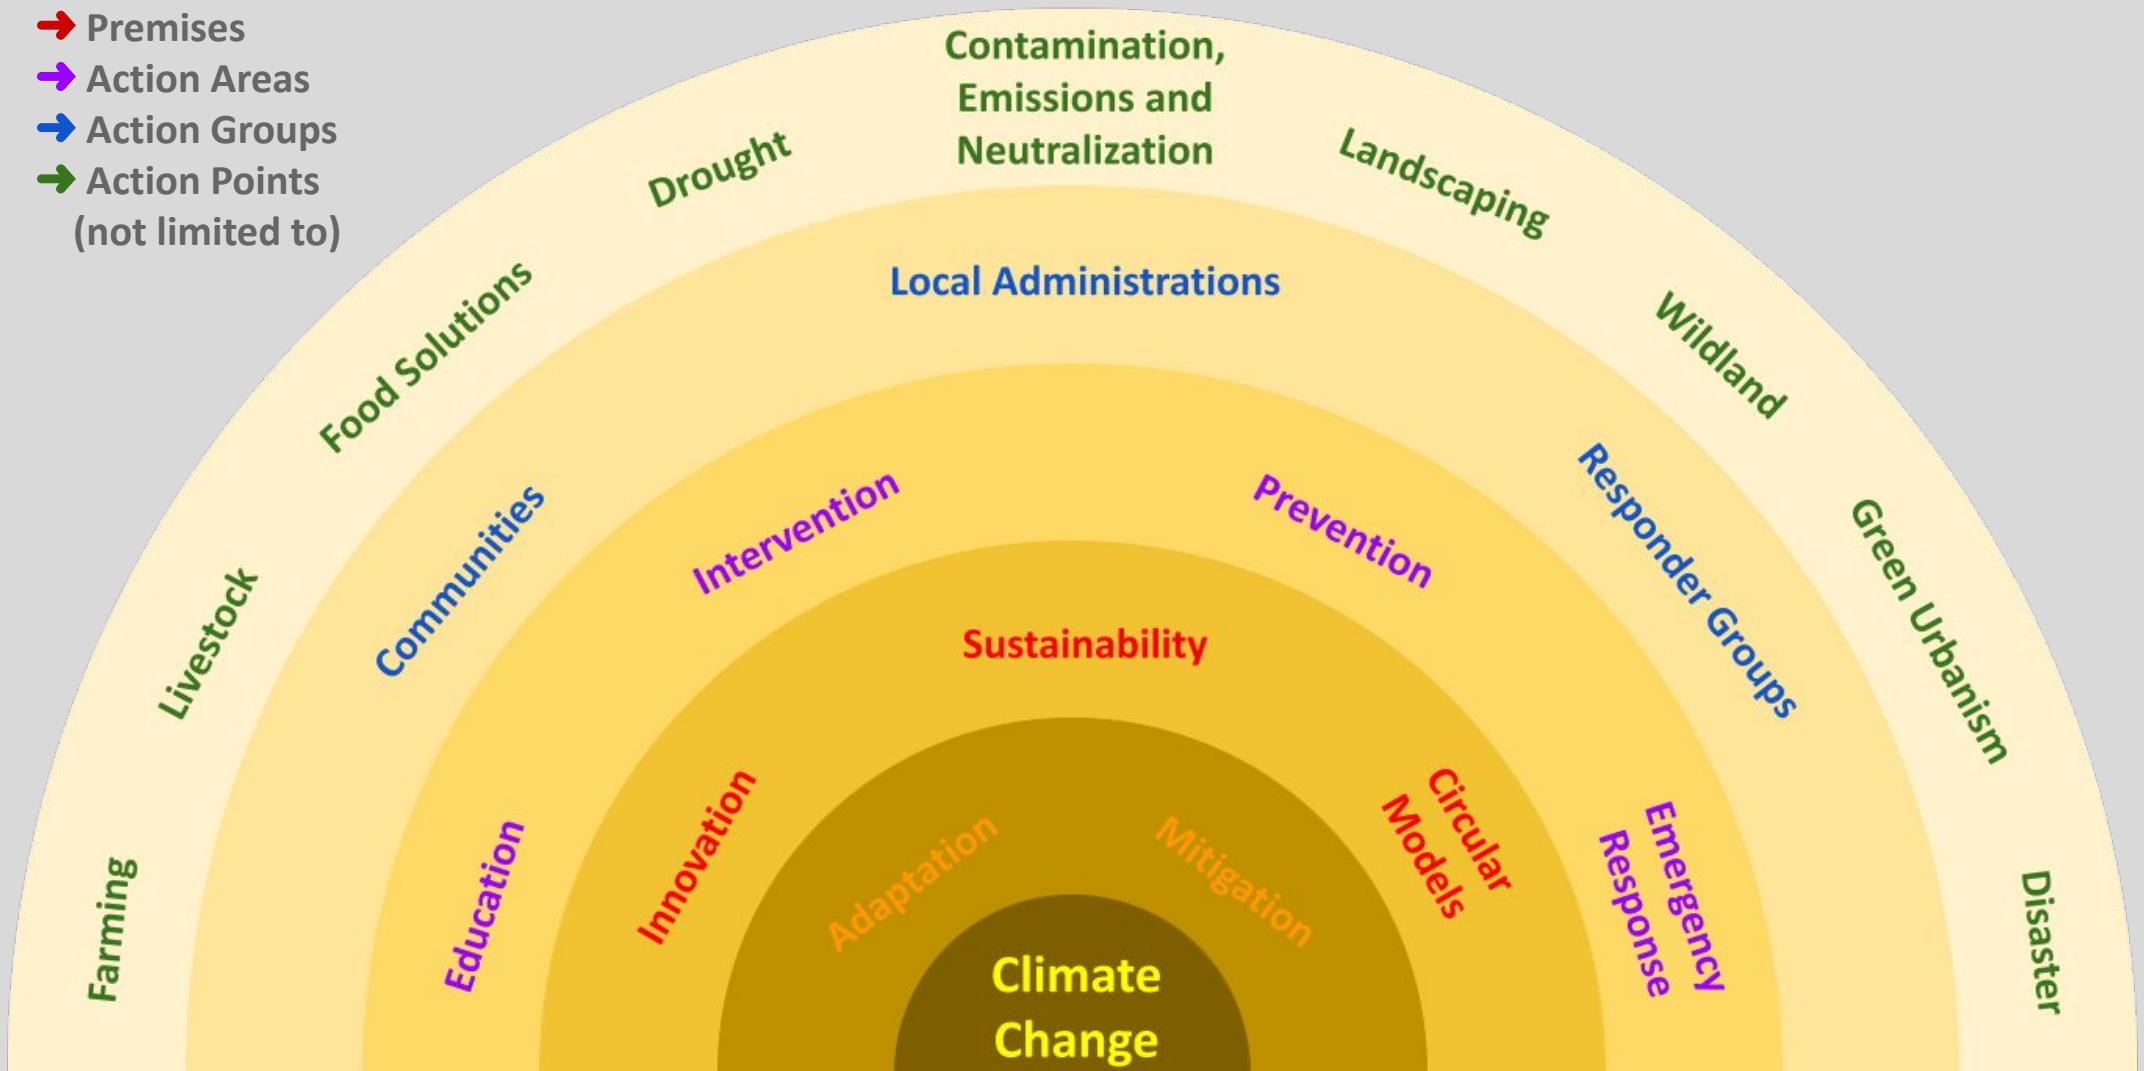 Premises
Action Areas
Action Groups
Action Points
(not limited to)
Contamination,
Emissions and
Neutralization
Drought
Landscaping
Food Solutions
Wildland
Livestock
Green Urbanism
Farming
Disaster
Local Administrations
Communities
Responder Groups
Intervention
Prevention
Education
Emergency
Response
Sustainability
Innovation
Circular
Models
Adaptation
Mitigation
Climate
Change